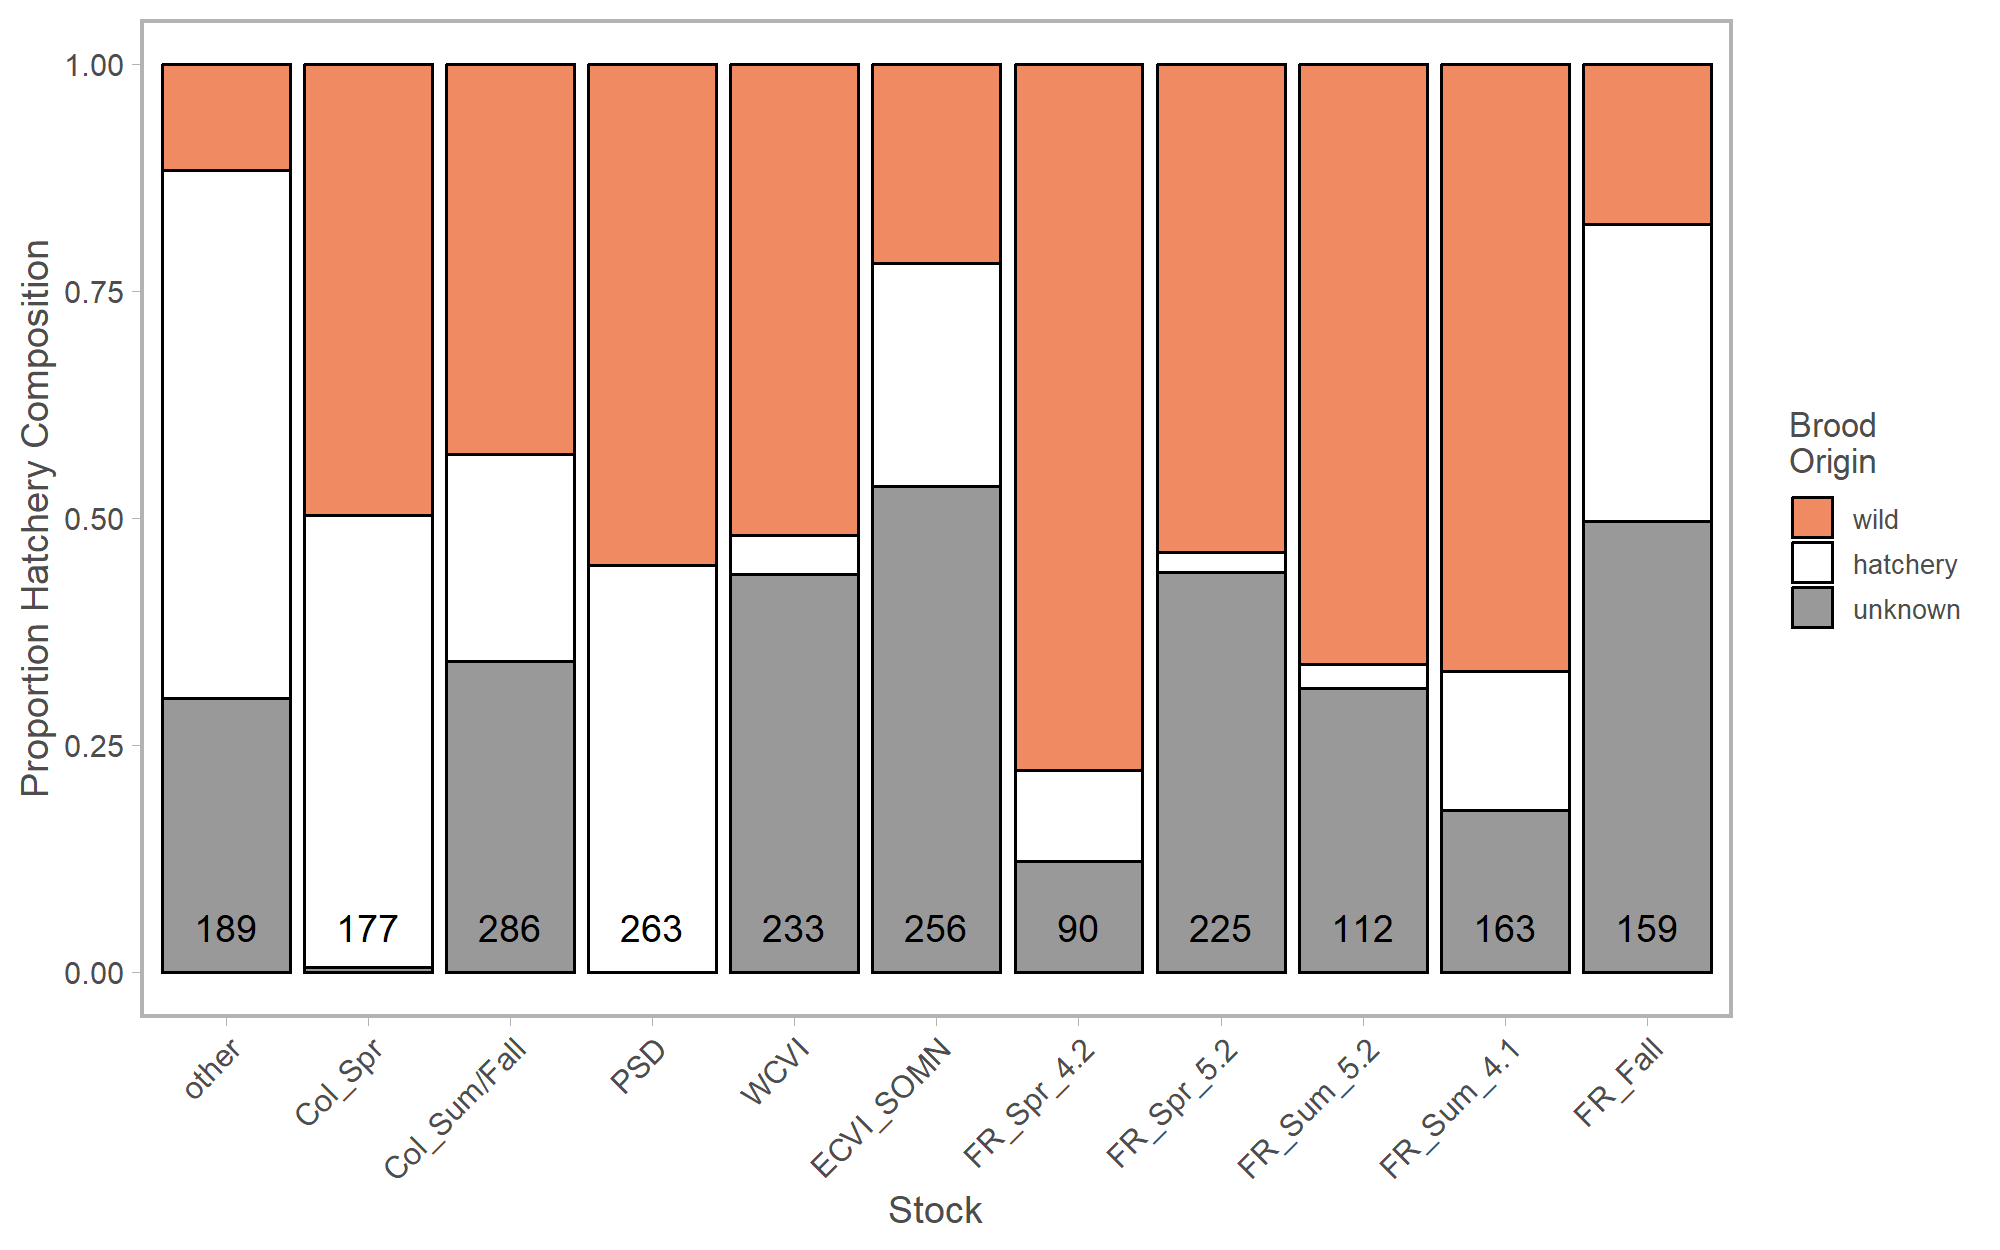 1.00
0.75
0.50
0.25
0.00
Proportion Hatchery Composition
189
177
286
263
233
256
90
225
112
163
159
other
Col_Spr
Col_Sum/Fall
PSD
WCVI
ECVI_SOMN
FR_Spr_4.2
FR_Spr_5.2
FR_Sum_5.2
FR_Sum_4.1
FR_Fall
Stock
Brood
Origin
wild
hatchery
unknown